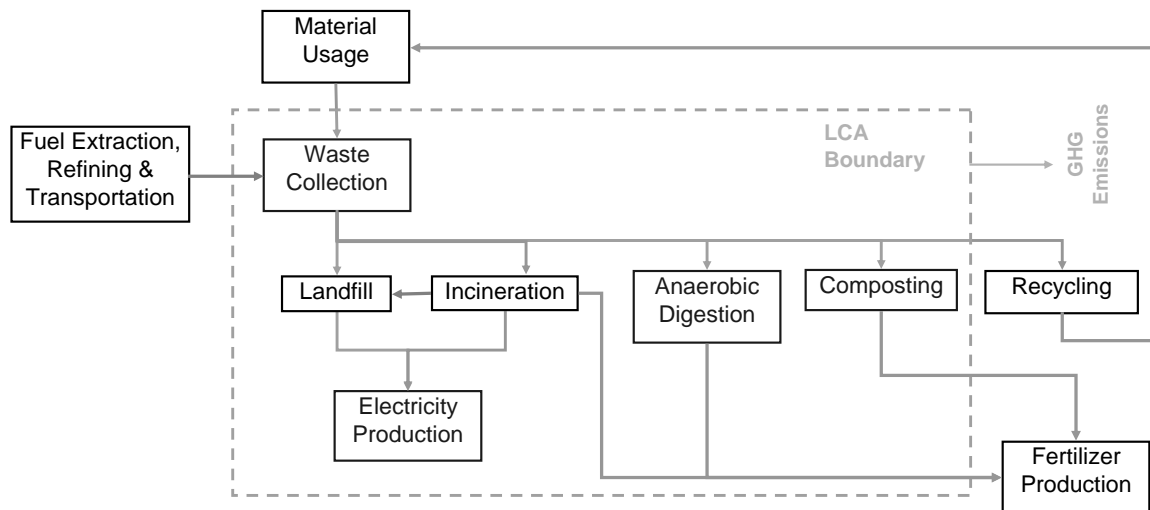 Material
Usage
Fuel Extraction,
Refining &
Transportation
Waste
Collection
LCA
Boundary
GHG
Emissions
Landfill
Incineration
Anaerobic
Digestion
Composting
Recycling
Electricity
Production
Fertilizer
Production